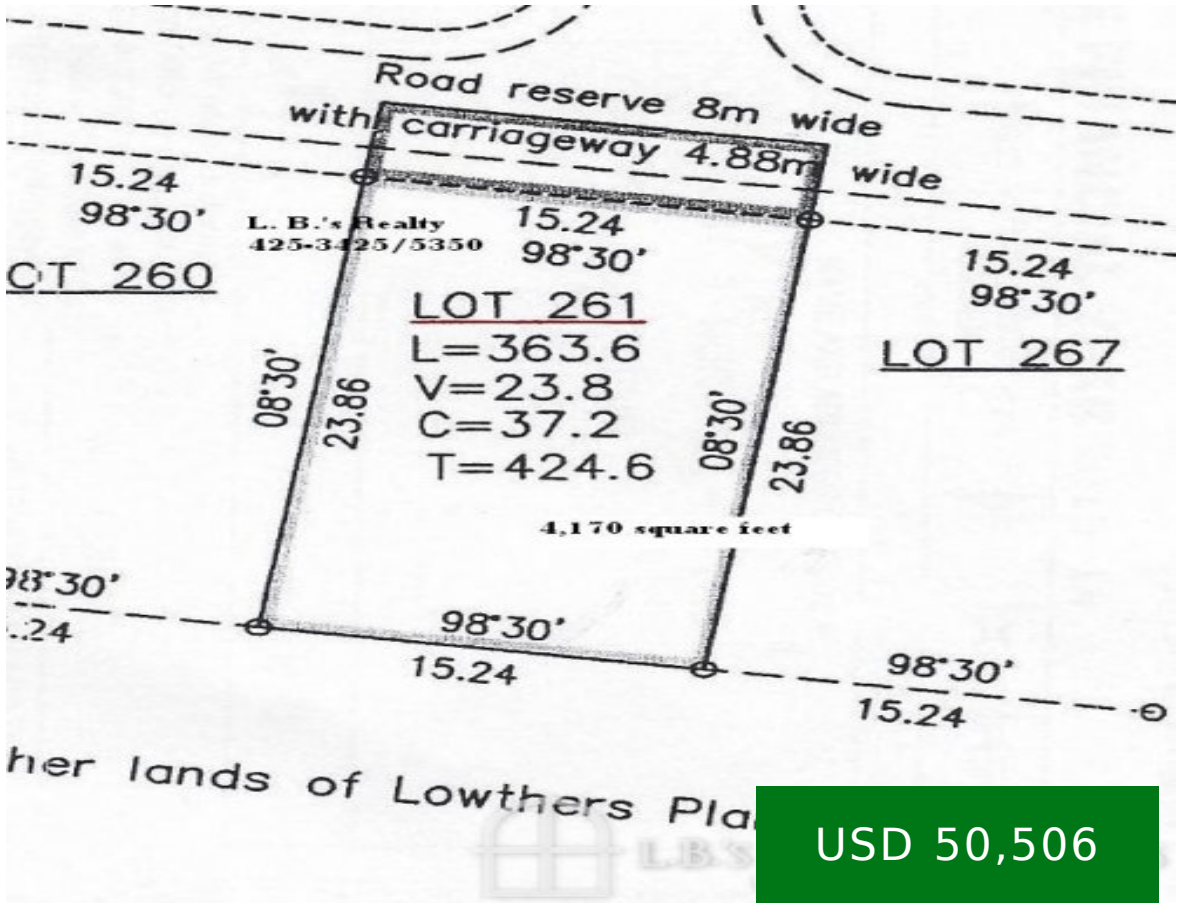 Road reserve 8m wide
with carriageway 4.88m wide
15.24
98°30'
L. B.'s Realty
425-3425/5350
15.24
98°30'
15.24
98°30'
260
LOT 261
L=363.6
V=23.8
C=37.2
T=424.6
LOT 267
08°30'
23.86
08°30'
23.86
4,170 square feet
98°30'
.24
98°30'
15.24
98°30'
15.24
lands of Lowthers
USD 50,506
L.B.'s